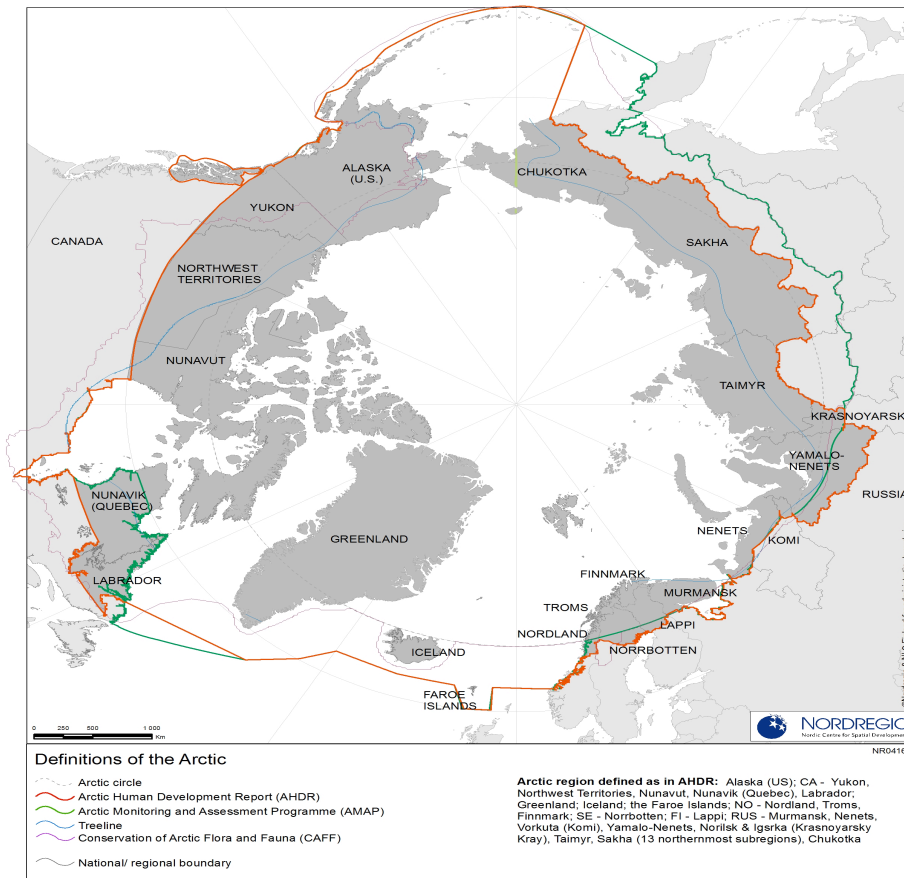 ALASKA
(U.S.)
CHUKOTKA
YUKON
CANADA
SAKHA
NORTHWEST
TERRITORIES
NUNAVUT
TAIMYR
KRASNOYARSK
YAMALO-
NENETS
NUNAVIK
(QUEBEC)
RUSSIA
NENETS
KOMI
GREENLAND
FINNMARK
LABRADOR
MURMANSK
TROMS
LAPPI
NORDLAND
ICELAND
NORRBOTTEN
FAROE
ISLANDS
0 250 500 1 000
Km
NORDREGIO
Nordic Centre for Spatial Development
NR0416
Definitions of the Arctic
Arctic circle
Arctic Human Development Report (AHDR)
Arctic Monitoring and Assessment Programme (AMAP)
Treeline
Conservation of Arctic Flora and Fauna (CAFF)
National/ regional boundary
Arctic region defined as in AHDR: Alaska (US); CA - Yukon,
Northwest Territories, Nunavut, Nunavik (Quebec), Labrador;
Greenland; Iceland; the Faroe Islands; NO - Nordland, Troms,
Finnmark; SE - Norrbotten; FI - Lappi; RUS - Murmansk, Nenets,
Vorkuta (Komi), Yamalo-Nenets, Norilsk & Igsrka (Krasnoyarsky
Kray), Taimyr, Sakha (13 northernmost subregions), Chukotka